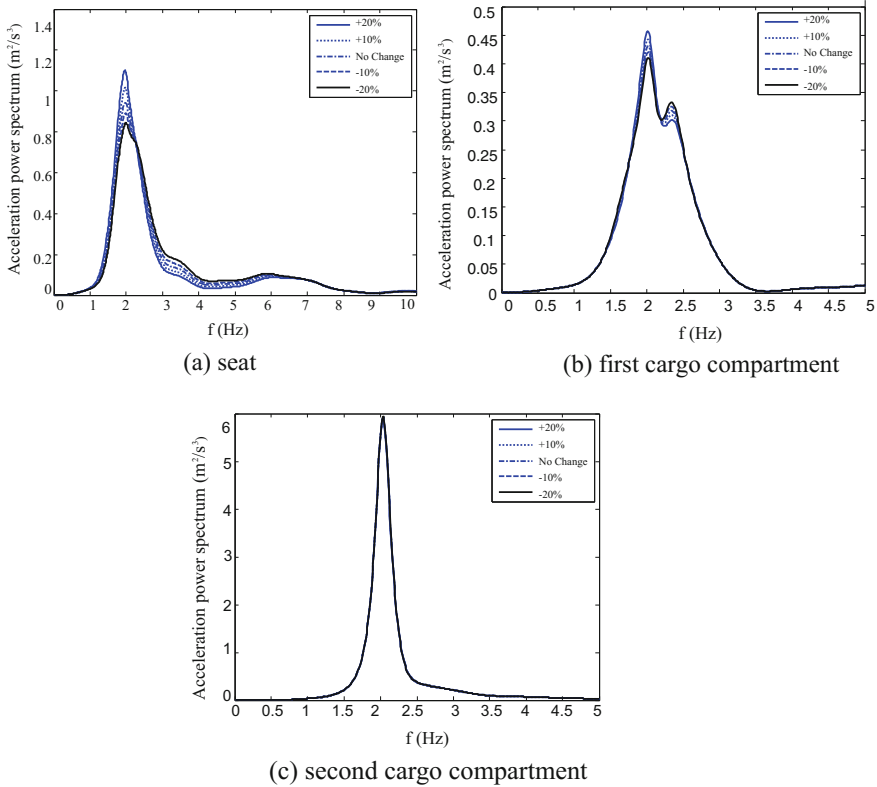 1.4
1.2
1.0
0.8
0.6
0.4
0.2
0
Acceleration power spectrum (m²/s³)
+20%
+10%
No Change
-10%
-20%
0 1 2 3 4 5 6 7 8 9 10
f (Hz)
(a) seat
0.5
0.45
0.4
0.35
0.3
0.25
0.2
0.15
0.1
0.05
0
Acceleration power spectrum (m²/s³)
+20%
+10%
No Change
-10%
-20%
0 0.5 1 1.5 2 2.5 3 3.5 4 4.5 5
f (Hz)
(b) first cargo compartment
6
5
4
3
2
1
0
Acceleration power spectrum (m²/s³)
+20%
+10%
No Change
-10%
-20%
0 0.5 1 1.5 2 2.5 3 3.5 4 4.5 5
f (Hz)
(c) second cargo compartment